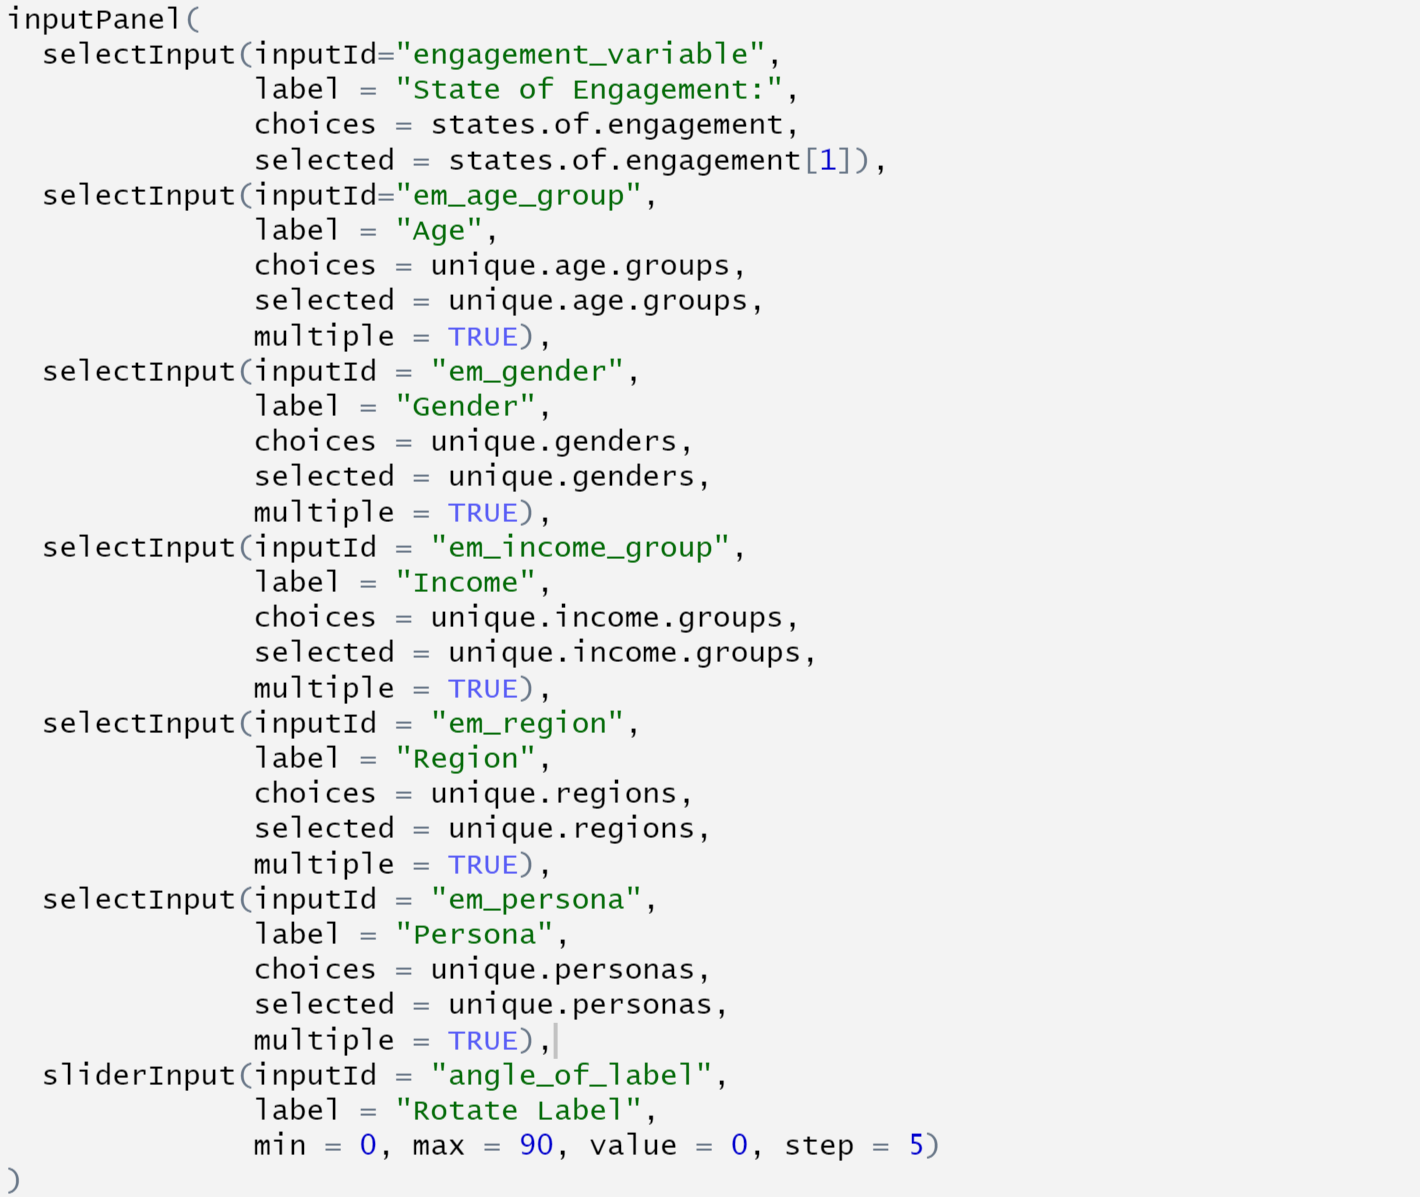 inputPanel(
  selectInput(inputId="engagement_variable",
              label = "State of Engagement:",
              choices = states.of.engagement,
              selected = states.of.engagement[1]),
  selectInput(inputId="em_age_group",
              label = "Age",
              choices = unique.age.groups,
              selected = unique.age.groups,
              multiple = TRUE),
  selectInput(inputId = "em_gender",
              label = "Gender",
              choices = unique.genders,
              selected = unique.genders,
              multiple = TRUE),
  selectInput(inputId = "em_income_group",
              label = "Income",
              choices = unique.income.groups,
              selected = unique.income.groups,
              multiple = TRUE),
  selectInput(inputId = "em_region",
              label = "Region",
              choices = unique.regions,
              selected = unique.regions,
              multiple = TRUE),
  selectInput(inputId = "em_persona",
              label = "Persona",
              choices = unique.personas,
              selected = unique.personas,
              multiple = TRUE),
  sliderInput(inputId = "angle_of_label",
              label = "Rotate Label",
              min = 0, max = 90, value = 0, step = 5)
)